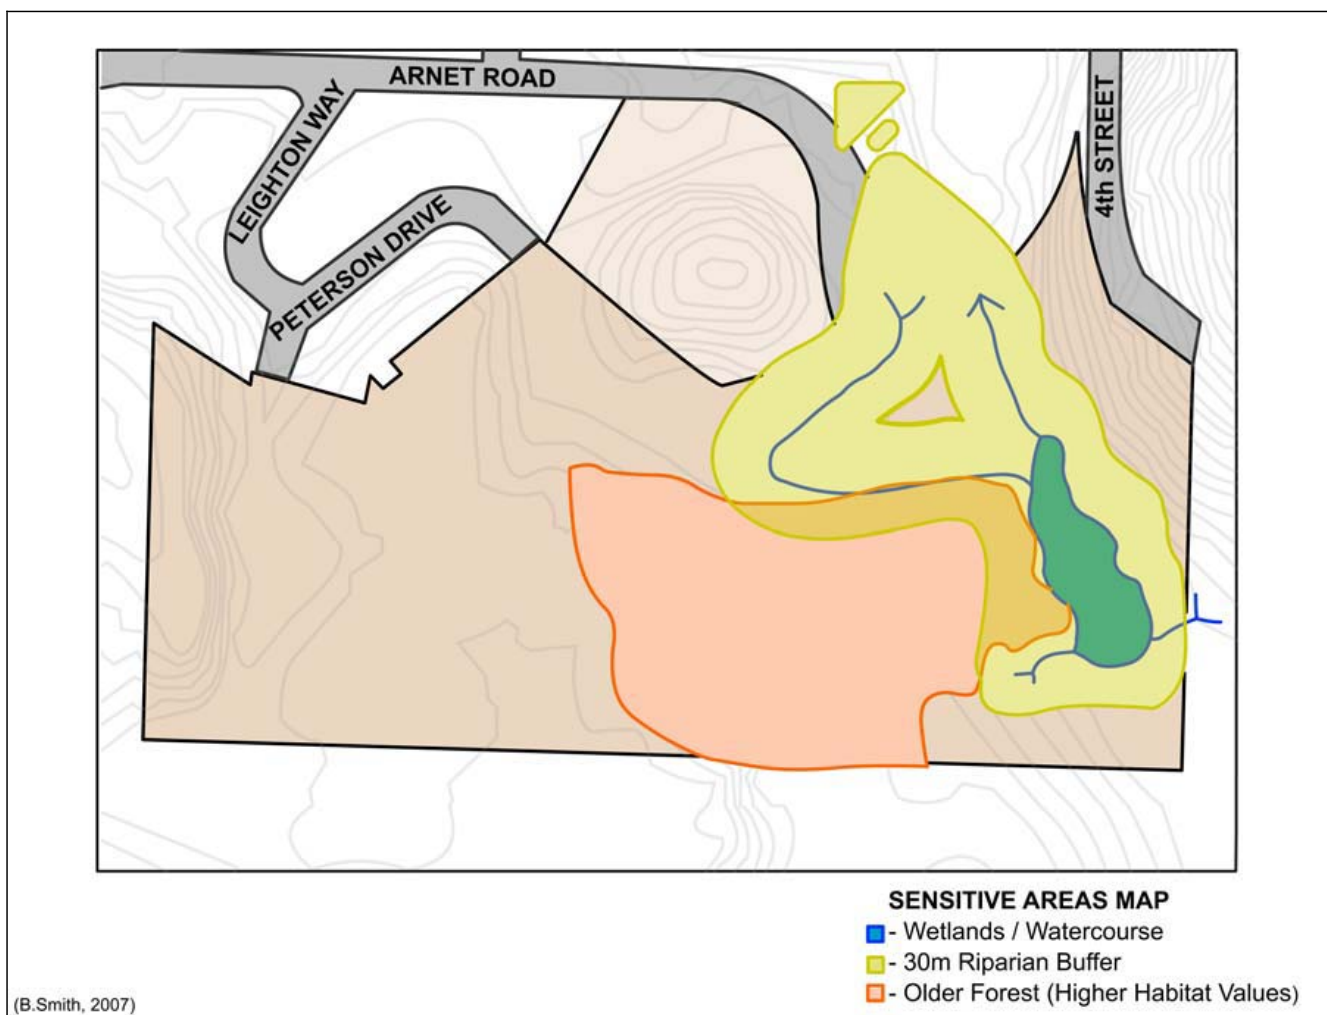 ARNET ROAD
LEIGHTON WAY
PETERSON DRIVE
4th STREET
SENSITIVE AREAS MAP
- Wetlands / Watercourse
- 30m Riparian Buffer
- Older Forest (Higher Habitat Values)
(B.Smith, 2007)